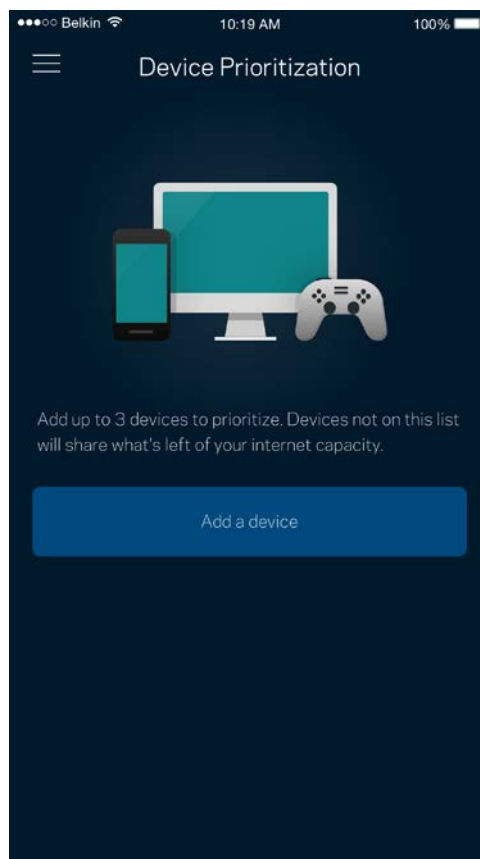 Belkin 10:19 AM 100%
Device Prioritization
Add up to 3 devices to prioritize. Devices not on this list
will share what's left of your internet capacity.
Add a device